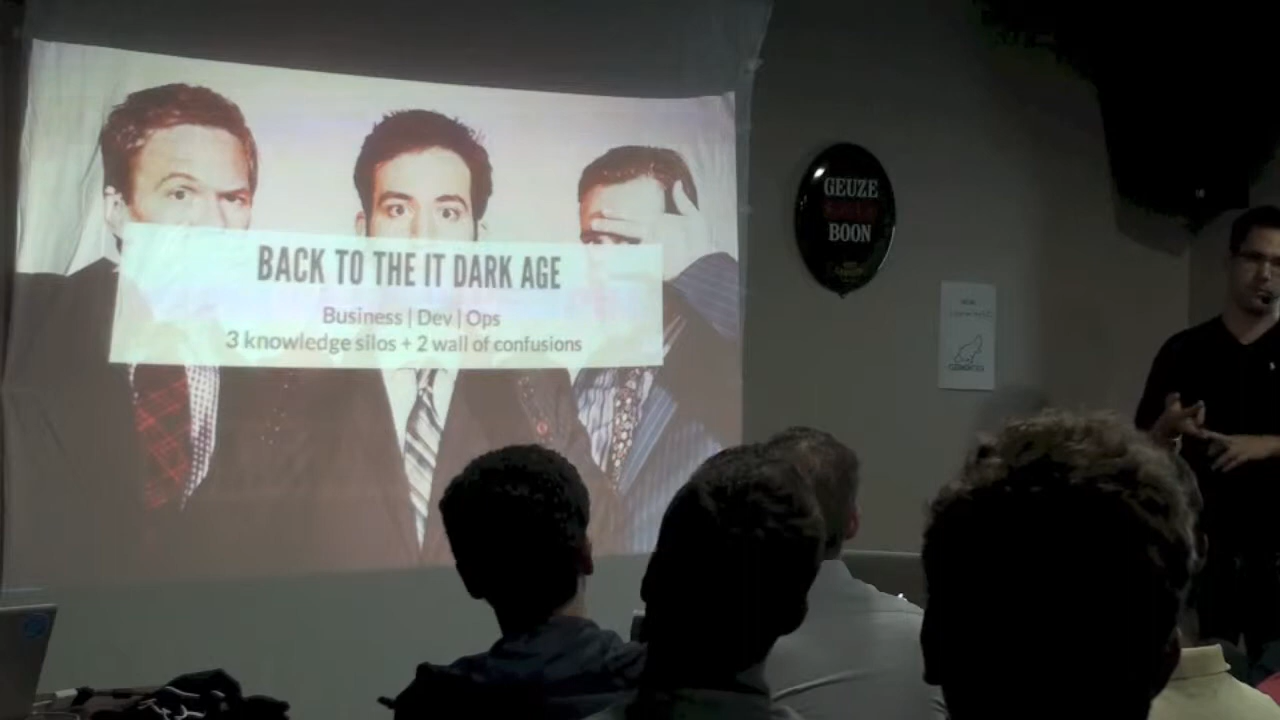 BACK TO THE IT DARK AGE
Business | Dev | Ops
3 knowledge silos + 2 wall of confusions
GEUZE
BOON